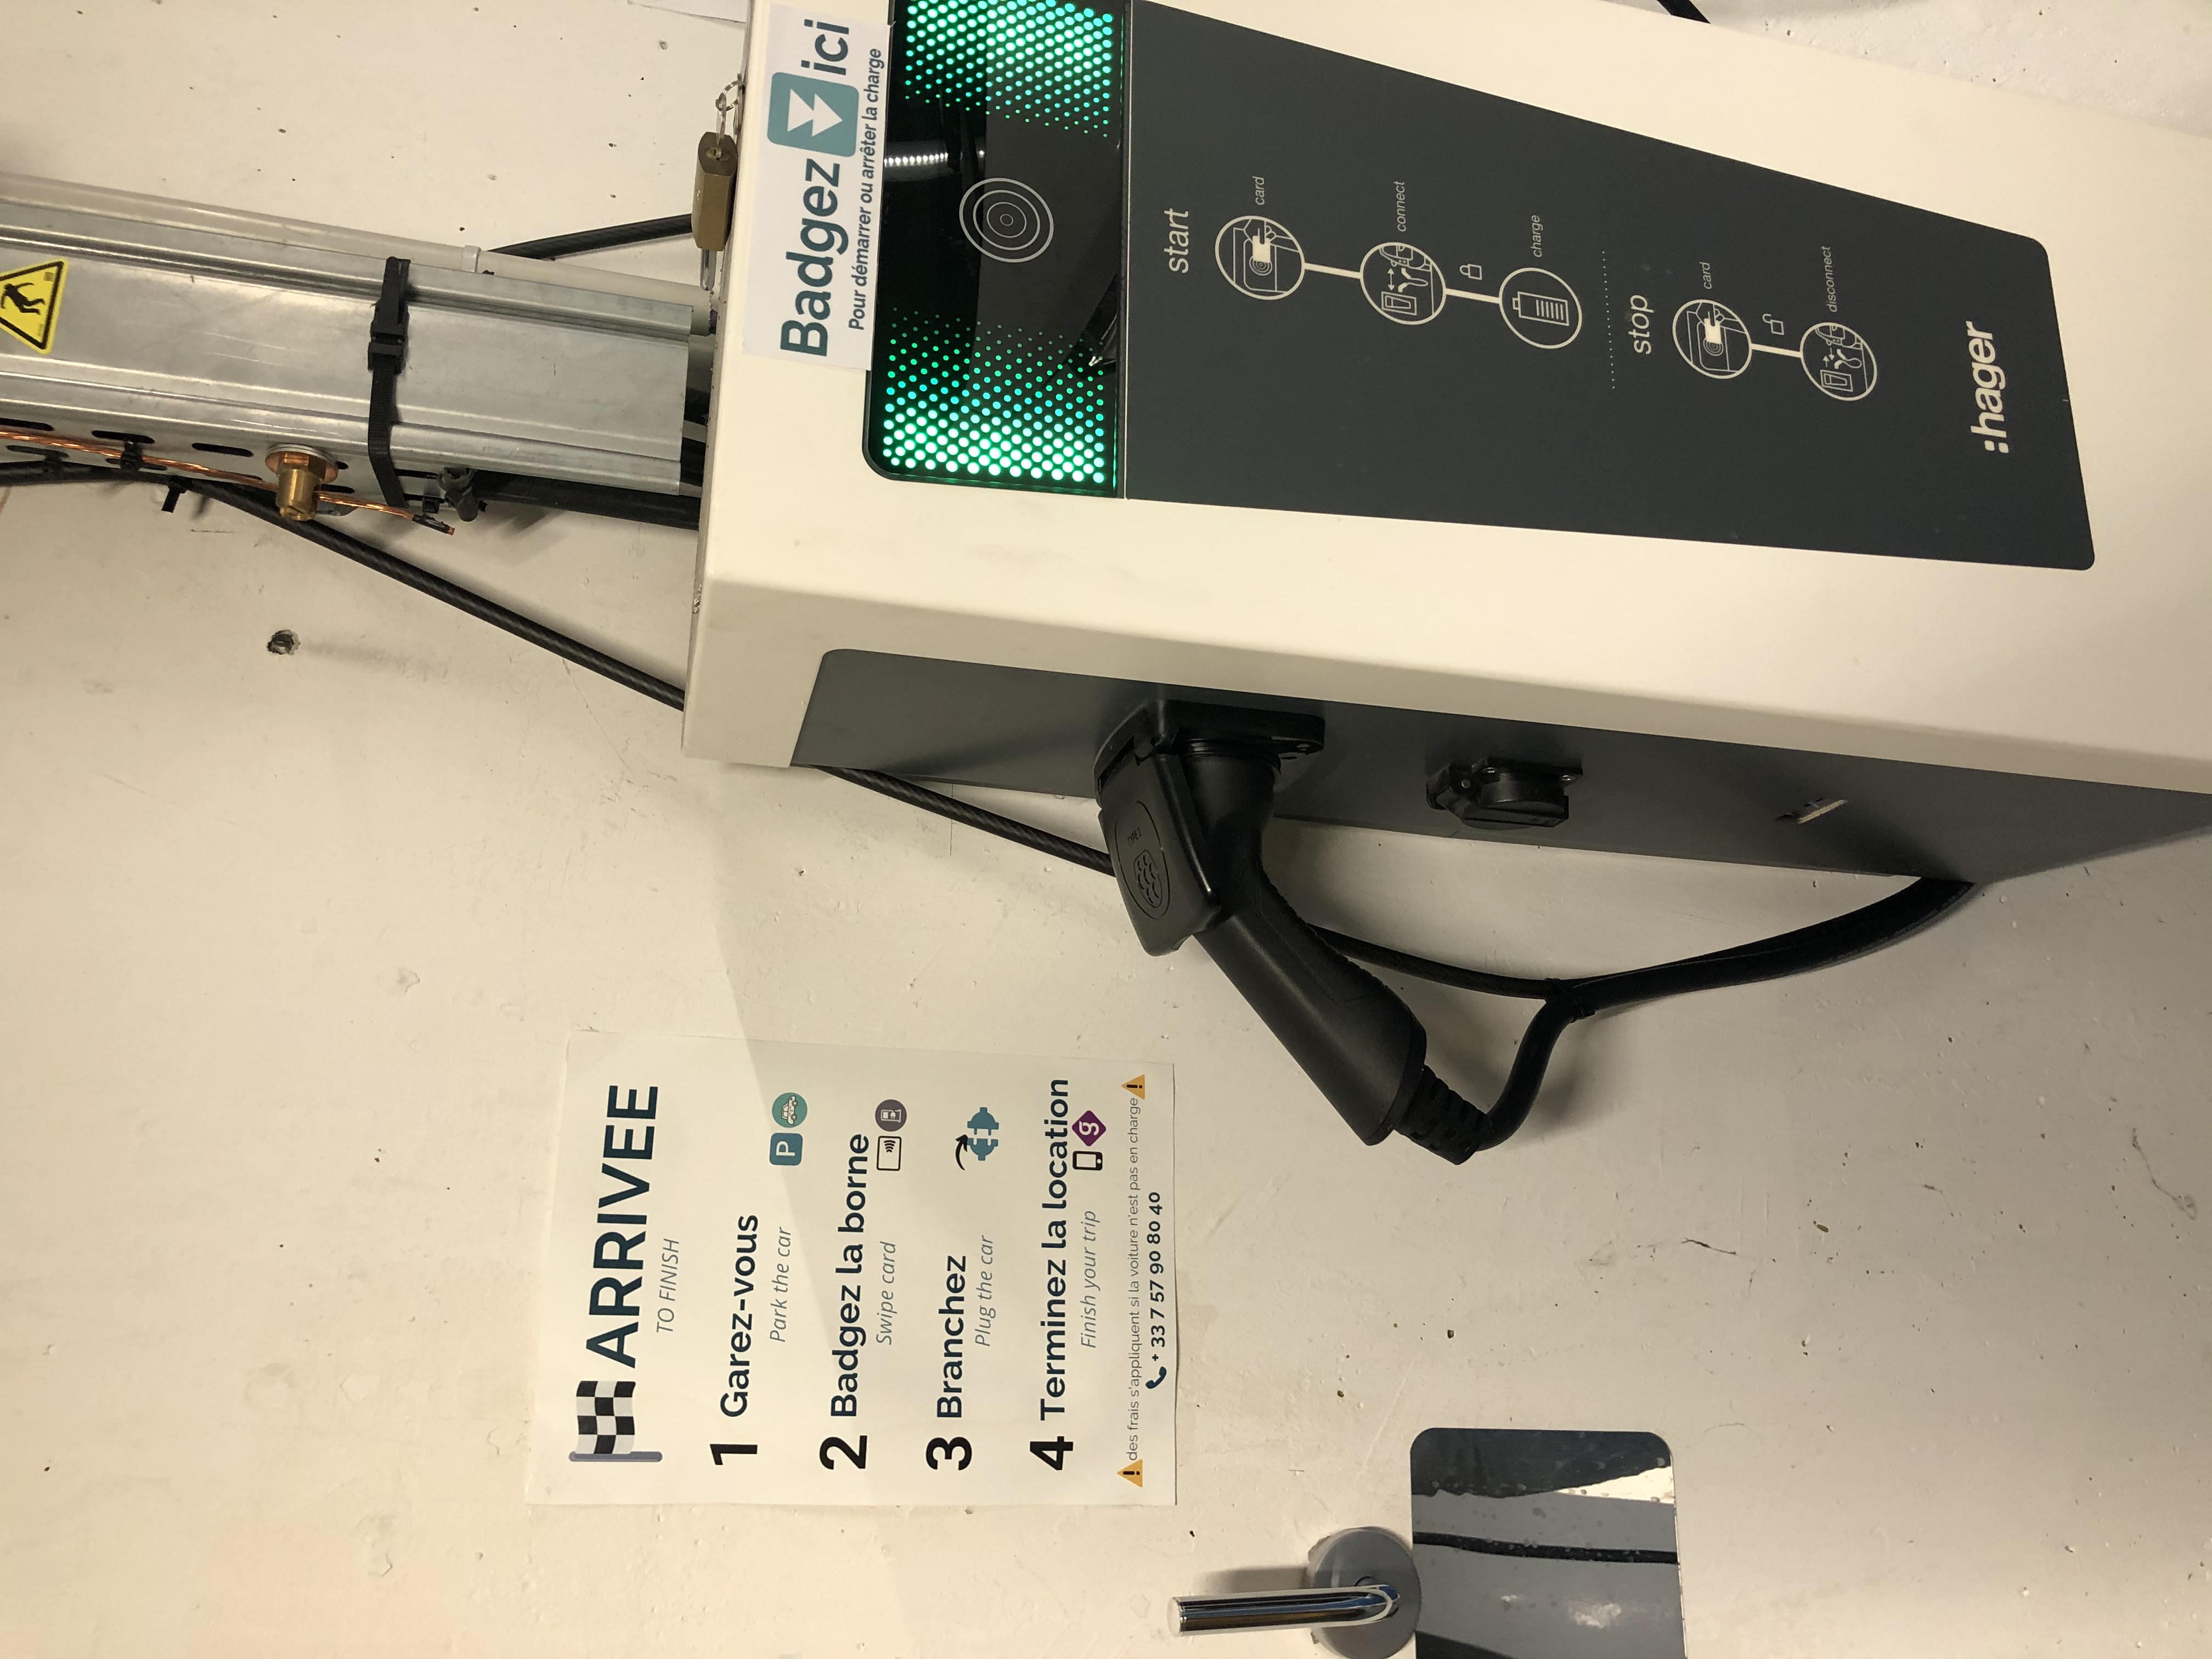 ARRIVEE
TO FINISH
1 Garez-vous
Park the car
P
2 Badgez la borne
Swipe card
3 Branchez
Plug the car
4 Terminez la location
Finish your trip
g
des frais s'appliquent si la voiture n'est pas en charge
+ 33 7 57 90 80 40
Badgez ici
Pour démarrer ou arrêter la charge
start
card
connect
charge
stop
card
disconnect
:hager